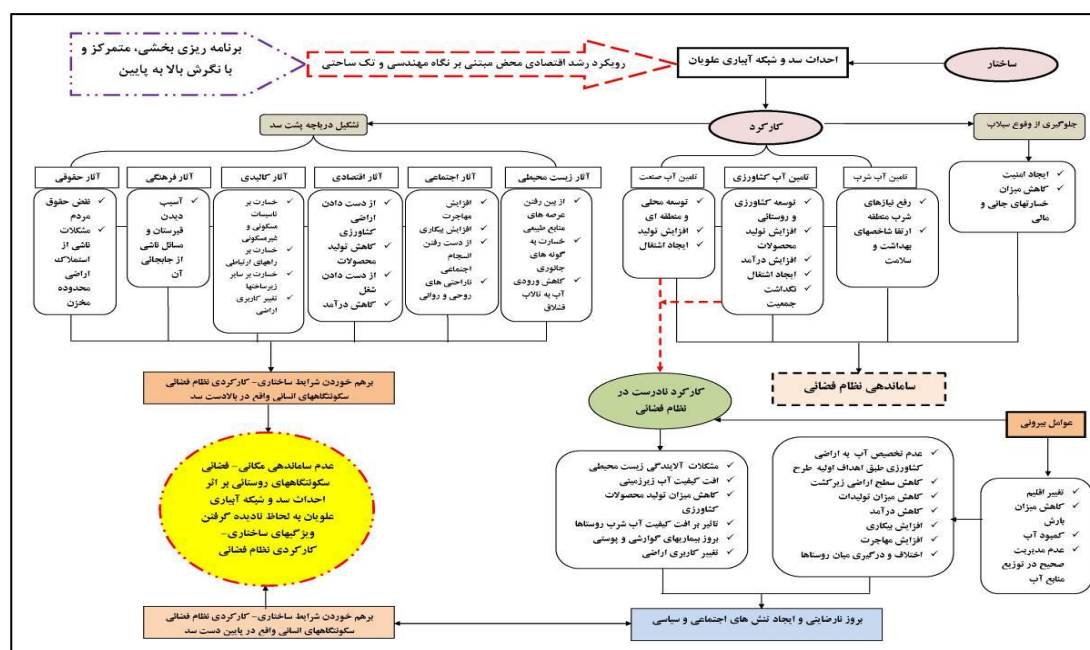 برنامه ریزی بخشی، متمرکز و
با نگرش بالا به پایین
رویکرد رشد اقتصادی محض مبتنی بر نگاه مهندسی و تک ساحتی
احداث سد و شبکه آبیاری علویان
ساختار
تشکیل دریاچه پشت سد
کارکرد
جلوگیری از وقوع سیلاب
آثار حقوقی
آثار فرهنگی
آثار کالبدی
آثار اقتصادی
آثار اجتماعی
آثار زیست محیطی
تامین آب صنعت
تامین آب کشاورزی
تامین آب شرب
✓ نقض حقوق
مردم
✓ مشکلات
ناشی از
استملاک
اراضی
محدوده
مخزن
✓ آسیب
دیدن
قبرستان و
مسائل ناشی
از جابجائی
آن
✓ خسارت بر
تاسیسات
مسکونی و
غیرمسکونی
✓ خسارت بر
راههای ارتباطی
✓ خسارت بر سایر
زیرساختها
✓ تغییر کاربری
اراضی
✓ از دست دادن
اراضی
کشاورزی
✓ کاهش تولید
محصولات
✓ از دست دادن
شغل
✓ کاهش درآمد
✓ افزایش
مهاجرت
✓ افزایش بیکاری
✓ از دست رفتن
انسجام
اجتماعی
✓ ناراحتی های
روحی و روانی
✓ از بین رفتن
عرصه های
منابع طبیعی
✓ خسارت به
گونه های
جانوری
✓ کاهش ورودی
آب به تالاب
قشلاق
✓ توسعه محلی
و منطقه ای
✓ افزایش تولید
✓ ایجاد اشتغال
✓ توسعه کشاورزی
و روستائی
✓ افزایش تولید
محصولات
✓ افزایش درآمد
✓ ایجاد اشتغال
✓ نگداشت
جمعیت
✓ رفع نیازهای
شرب منطقه
✓ ارتقا شاخصهای
بهداشت و
سلامت
✓ ایجاد امنیت
✓ کاهش میزان
خسارتهای جانی و
مالی
برهم خوردن شرایط ساختاری- کارکردی نظام فضائی
سکونتگاههای انسانی واقع در بالادست سد
کارکرد نادرست در
نظام فضائی
ساماندهی نظام فضائی
عوامل بیرونی
عدم ساماندهی مکانی- فضائی
سکونتگاههای روستائی بر اثر
احداث سد و شبکه آبیاری
علویان به لحاظ نادیده گرفتن
ویژگیهای ساختاری-
کارکردی نظام فضائی
✓ مشکلات آلایندگی زیست محیطی
✓ افت کیفیت آب زیرزمینی
✓ کاهش میزان تولید محصولات
کشاورزی
✓ تاثیر بر افت کیفیت آب شرب روستاها
✓ بروز بیماریهای گوارشی و پوستی
✓ تغییر کاربری اراضی
✓ عدم تخصیص آب به اراضی
کشاورزی طبق اهداف اولیه طرح
✓ کاهش سطح اراضی زیرکشت
✓ کاهش میزان تولیدات
✓ کاهش درآمد
✓ افزایش بیکاری
✓ افزایش مهاجرت
✓ اختلاف و درگیری میان روستاها
✓ تغییر اقلیم
✓ کاهش میزان
بارش
✓ کمبود آب
✓ عدم مدیریت
صحیح در توزیع
منابع آب
برهم خوردن شرایط ساختاری- کارکردی نظام فضائی
سکونتگاههای انسانی واقع در پایین دست سد
بروز نارضایتی و ایجاد تنش های اجتماعی و سیاسی